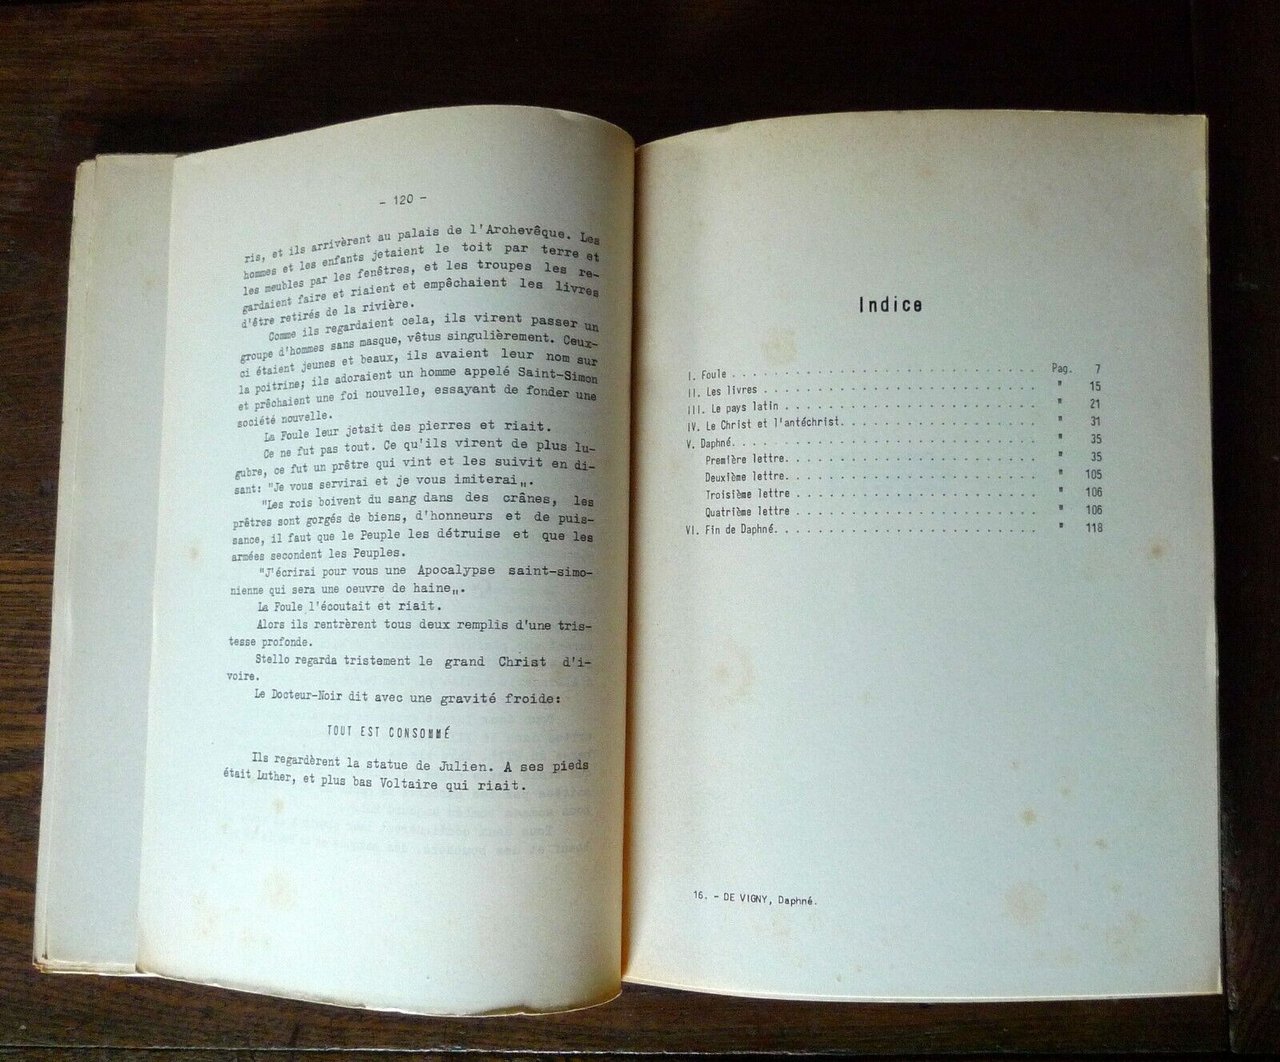 - 120 -
ris, et ils arrivèrent au palais de l'Archevêque. Les
hommes et les enfants jetaient le toit par terre et
les meubles par les fenêtres, et les troupes les re-
gardaient faire et riaient et empêchaient les livres
d'être retirés de la rivière.
Comme ils regardaient cela, ils virent passer un
groupe d'hommes sans masque, vêtus singulièrement. Ceux-
ci étaient jeunes et beaux, ils avaient leur nom sur
la poitrine; ils adoraient un homme appelé Saint-Simon
et prêchaient une foi nouvelle, essayant de fonder une
société nouvelle.
La Foule leur jetait des pierres et riait.
Ce ne fut pas tout. Ce qu'ils virent de plus lu-
gubre, ce fut un prêtre qui vint et les suivit en di-
sant: "Je vous servirai et je vous imiterai„.
"Les rois boivent du sang dans des crânes, les
prêtres sont gorgés de biens, d'honneurs et de puis-
sance, il faut que le Peuple les détruise et que les
armées secondent les Peuples.
"J'écrirai pour vous une Apocalypse saint-simo-
nienne qui sera une oeuvre de haine„.
La Foule l'écoutait et riait.
Alors ils rentrèrent tous deux remplis d'une tris-
tesse profonde.
Stello regarda tristement le grand Christ d'i-
voire.
Le Docteur-Noir dit avec une gravité froide:
TOUT EST CONSOMMÉ
Ils regardèrent la statue de Julien. A ses pieds
était Luther, et plus bas Voltaire qui riait.
Indice
I. Foule . . . . . . . . . . . . . . . . . . . . . . . . . . Pag. 7
II. Les livres . . . . . . . . . . . . . . . . . . . . . . . . " 15
III. Le pays latin . . . . . . . . . . . . . . . . . . . . . . " 21
IV. Le Christ et l'antéchrist. . . . . . . . . . . . . . . . . " 31
V. Daphné. . . . . . . . . . . . . . . . . . . . . . . . . . " 35
Première lettre. . . . . . . . . . . . . . . . . . . . . . " 35
Deuxième lettre. . . . . . . . . . . . . . . . . . . . . . " 105
Troisième lettre . . . . . . . . . . . . . . . . . . . . . " 106
Quatrième lettre . . . . . . . . . . . . . . . . . . . . . " 106
VI. Fin de Daphné. . . . . . . . . . . . . . . . . . . . . . . " 118
16. - DE VIGNY, Daphné.